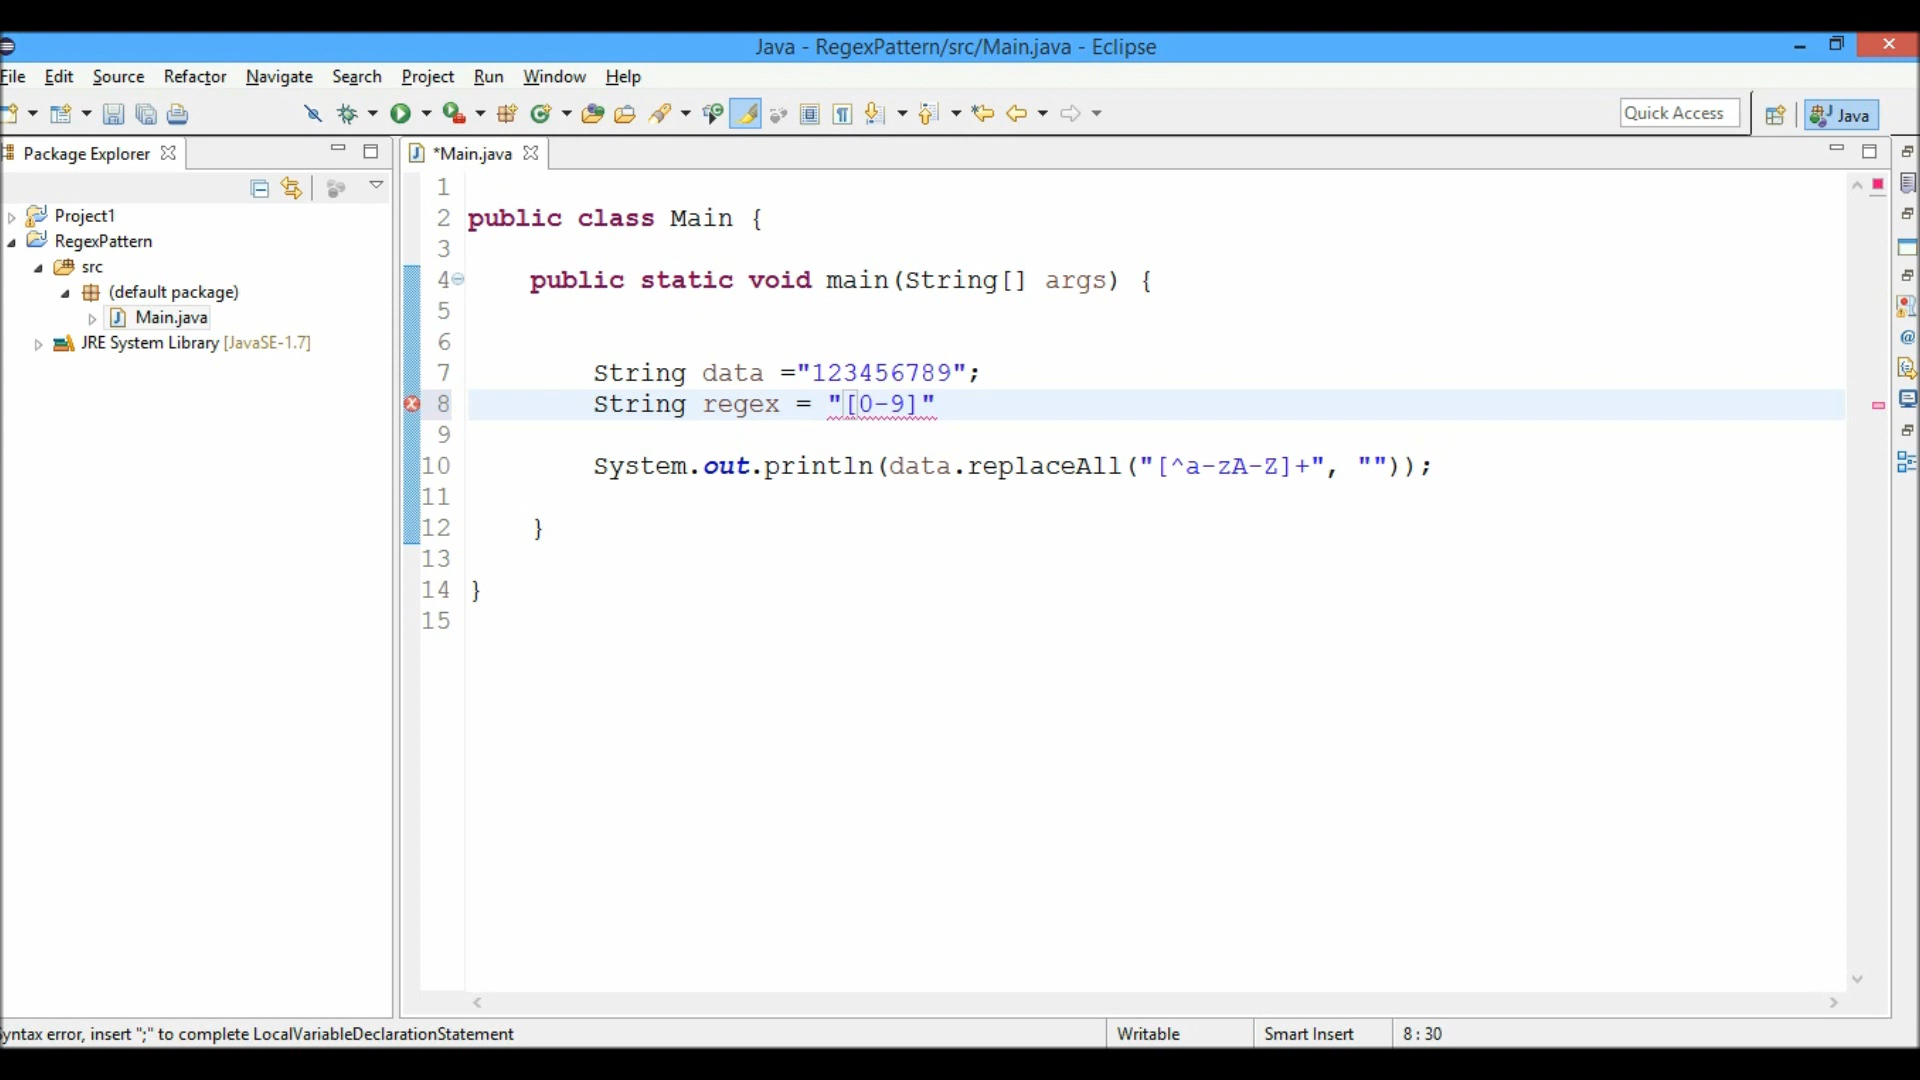 Java - RegexPattern/src/Main.java - Eclipse
File Edit Source Refactor Navigate Search Project Run Window Help
Quick Access
Java
Package Explorer
*Main.java
Project1
RegexPattern
src
(default package)
Main.java
JRE System Library [JavaSE-1.7]
1
2 public class Main {
3
4 public static void main(String[] args) {
5
6
7 String data ="123456789";
8 String regex = "[0-9]"
9
10 System.out.println(data.replaceAll("[^a-zA-Z]+", ""));
11
12 }
13
14 }
15
yntax error, insert ";" to complete LocalVariableDeclarationStatement
Writable
Smart Insert
8 : 30